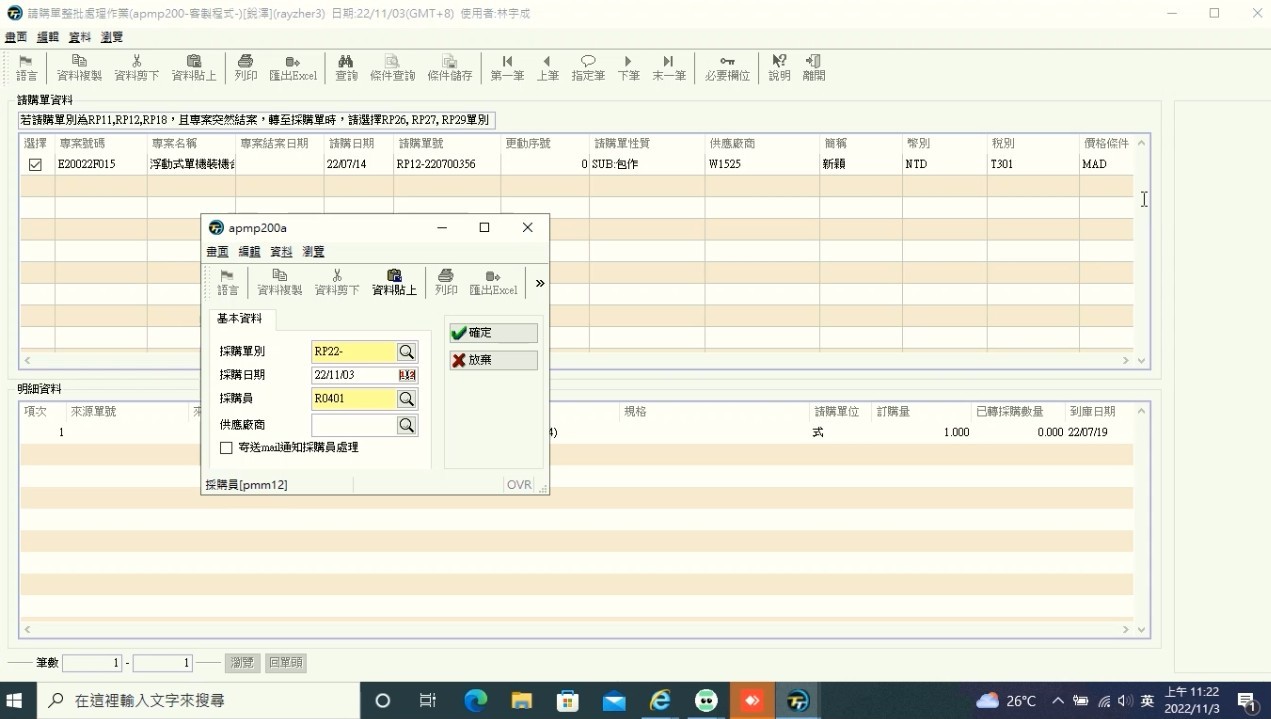 請購單整批處理作業(apmp200-客製程式-)[銳澤](rayzher3) 日期:22/11/03(GMT+8) 使用者:林宇成
畫面 編輯 資料 瀏覽
語言 資料複製 資料剪下 資料貼上 列印 匯出Excel 查詢 條件查詢 條件儲存 第一筆 上筆 指定筆 下筆 末一筆 必要欄位 說明 離開
請購單資料
若請購單別為RP11,RP12,RP18，且專案突然結案，轉至採購單時，請選擇RP26, RP27, RP29單別
選擇 專案號碼 專案名稱 專案結案日期 請購日期 請購單號 更動序號 請購單性質 供應廠商 簡稱 幣別 稅別 價格條件
E20022F015 浮動式單機裝機 22/07/14 RP12-220700356 0 SUB:包作 W1525 新穎 NTD T301 MAD
apmp200a
畫面 編輯 資料 瀏覽
語言 資料複製 資料剪下 資料貼上 列印 匯出Excel »
基本資料
採購單別 RP22-
採購日期 22/11/03
採購員 R0401
供應廠商
寄送mail通知採購員處理
確定
放棄
採購員[pmm12] OVR
明細資料
項次 來源單號 規格 請購單位 訂購量 已轉採購數量 到庫日期
1 4) 式 1.000 0.000 22/07/19
筆數 1 - 1 瀏覽 回單頭
在這裡輸入文字來搜尋
26°C 英 上午 11:22
2022/11/3 1